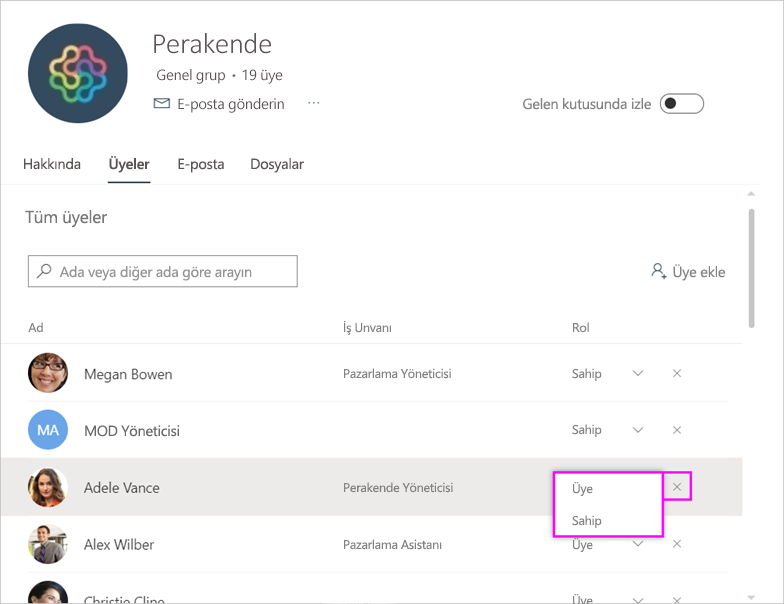 Perakende
Genel grup • 19 üye
E-posta gönderin ...
Gelen kutusunda izle
Hakkında Üyeler E-posta Dosyalar
Tüm üyeler
Ada veya diğer ada göre arayın
Üye ekle
Ad İş Unvanı Rol
Megan Bowen Pazarlama Yöneticisi Sahip
MA MOD Yöneticisi Sahip
Adele Vance Perakende Yöneticisi Üye
Sahip
Alex Wilber Pazarlama Asistanı Üye
Christie Cline Üye